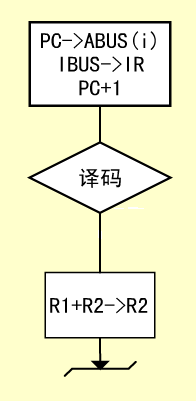 PC->ABUS(i)
IBUS->IR
PC+1
译码
R1+R2->R2